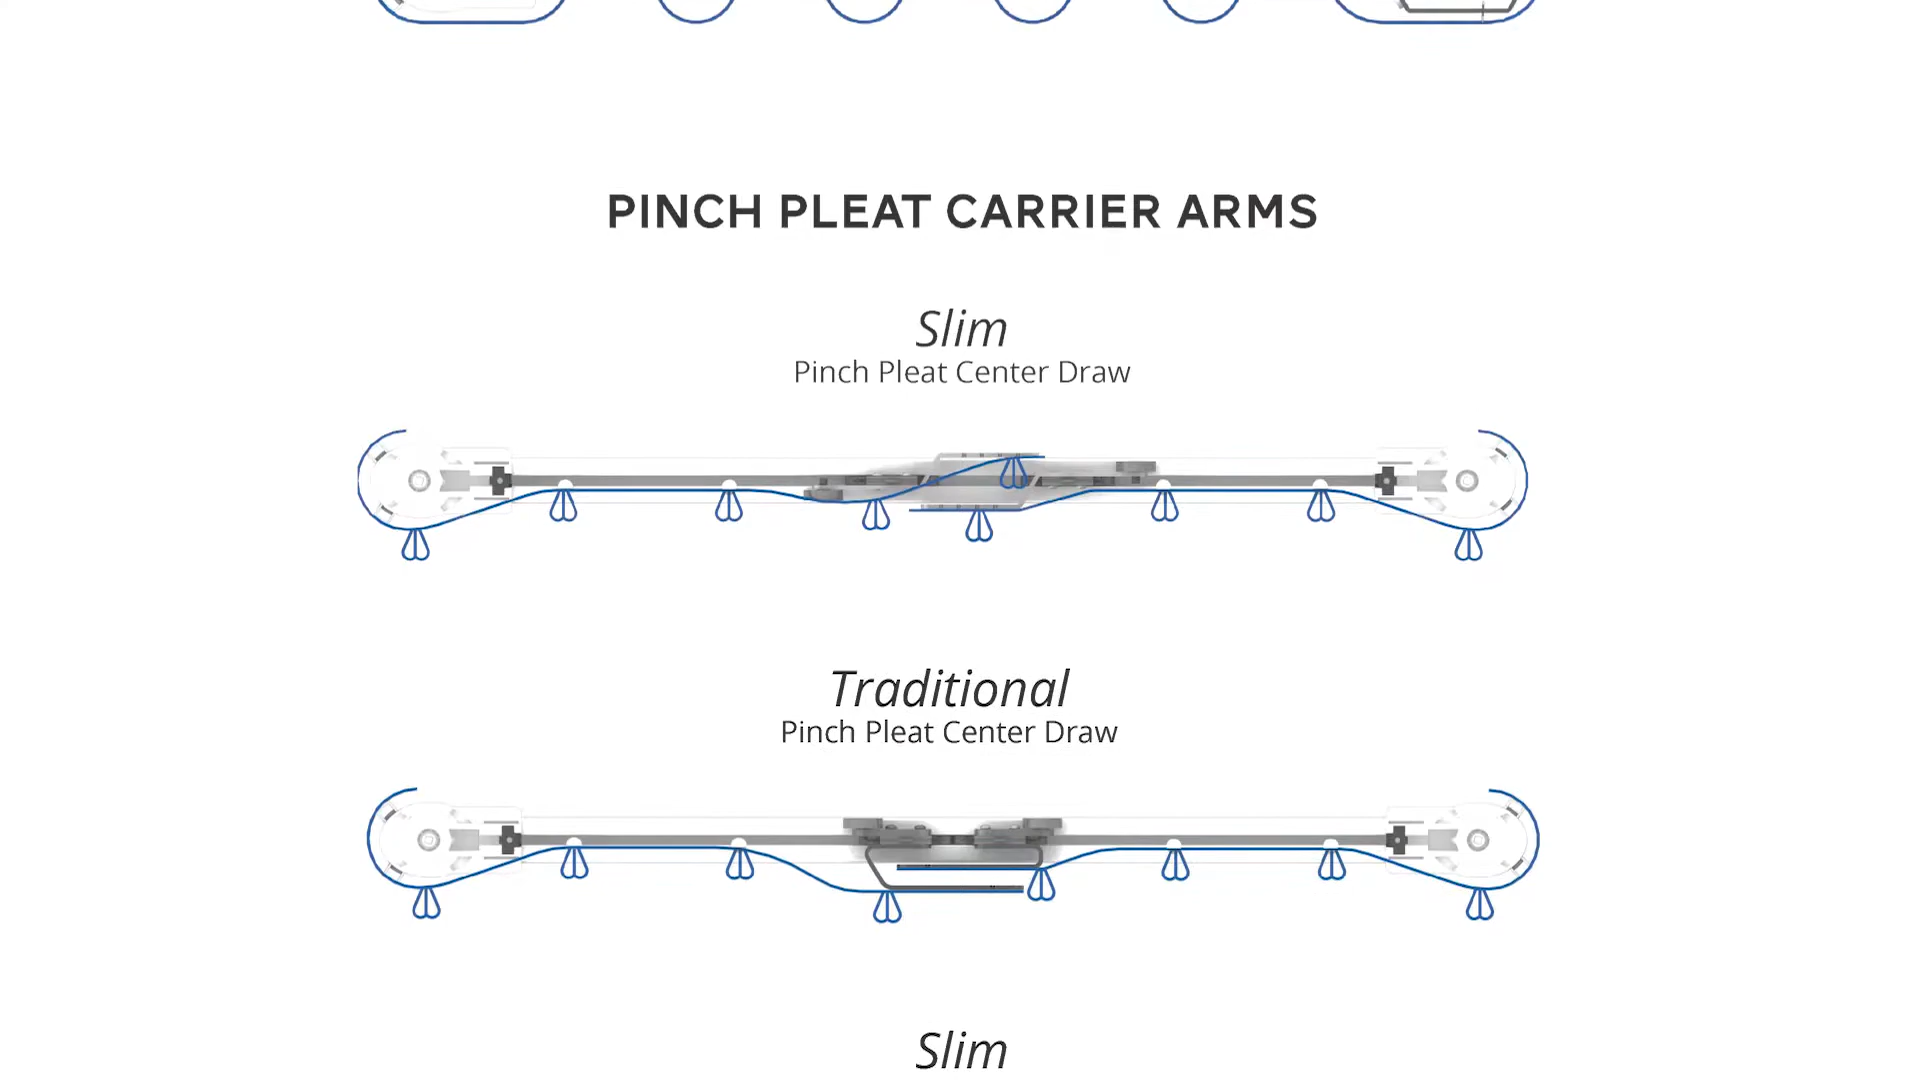 PINCH PLEAT CARRIER ARMS
Slim
Pinch Pleat Center Draw
Traditional
Pinch Pleat Center Draw
Slim